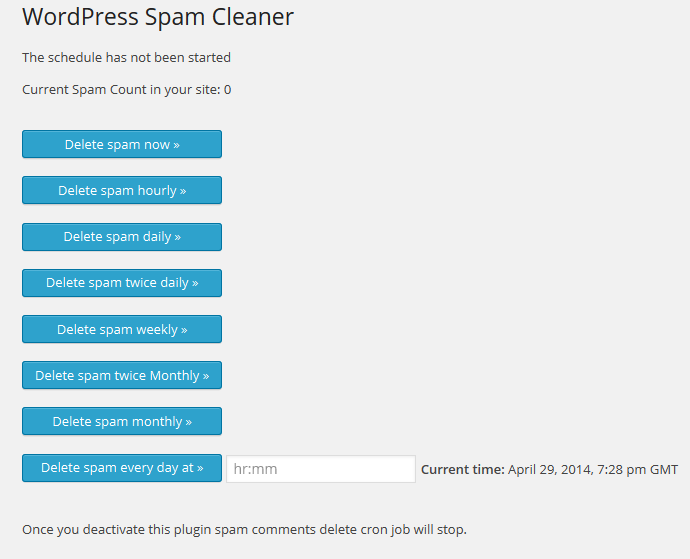 WordPress Spam Cleaner
The schedule has not been started
Current Spam Count in your site: 0
Delete spam now »
Delete spam hourly »
Delete spam daily »
Delete spam twice daily »
Delete spam weekly »
Delete spam twice Monthly »
Delete spam monthly »
Delete spam every day at » hr:mm Current time: April 29, 2014, 7:28 pm GMT
Once you deactivate this plugin spam comments delete cron job will stop.